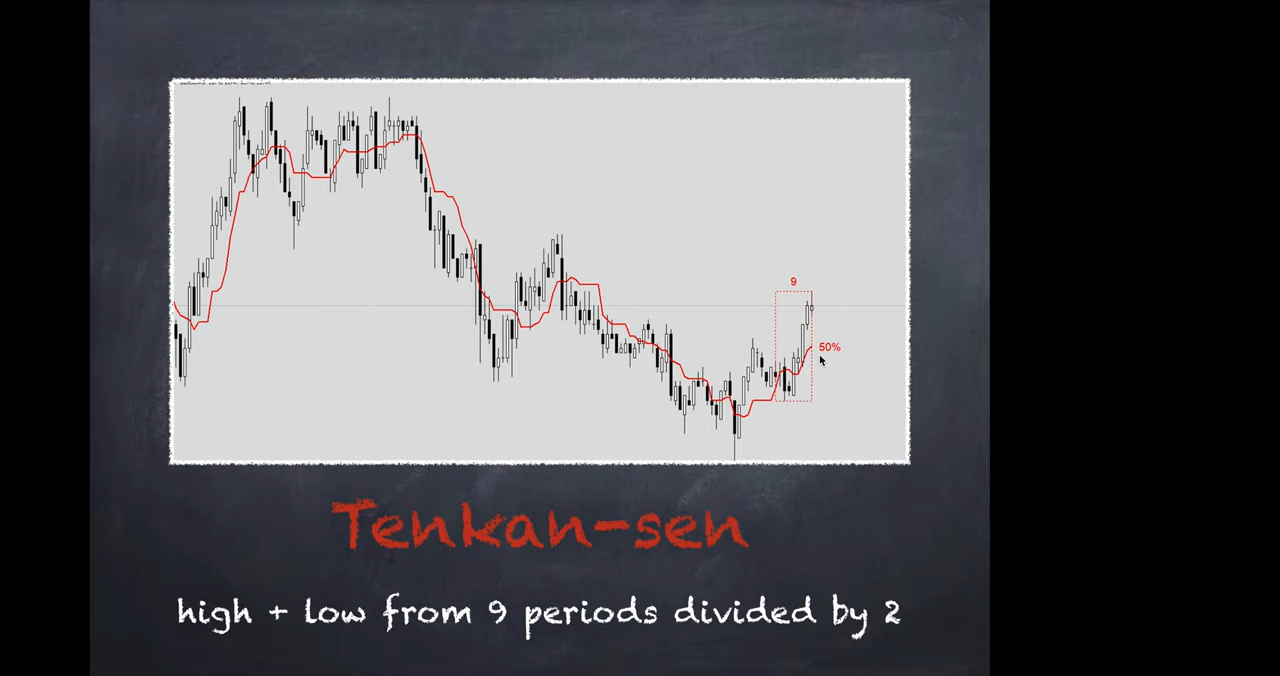 9
50%
Tenkan-sen
high + low from 9 periods divided by 2